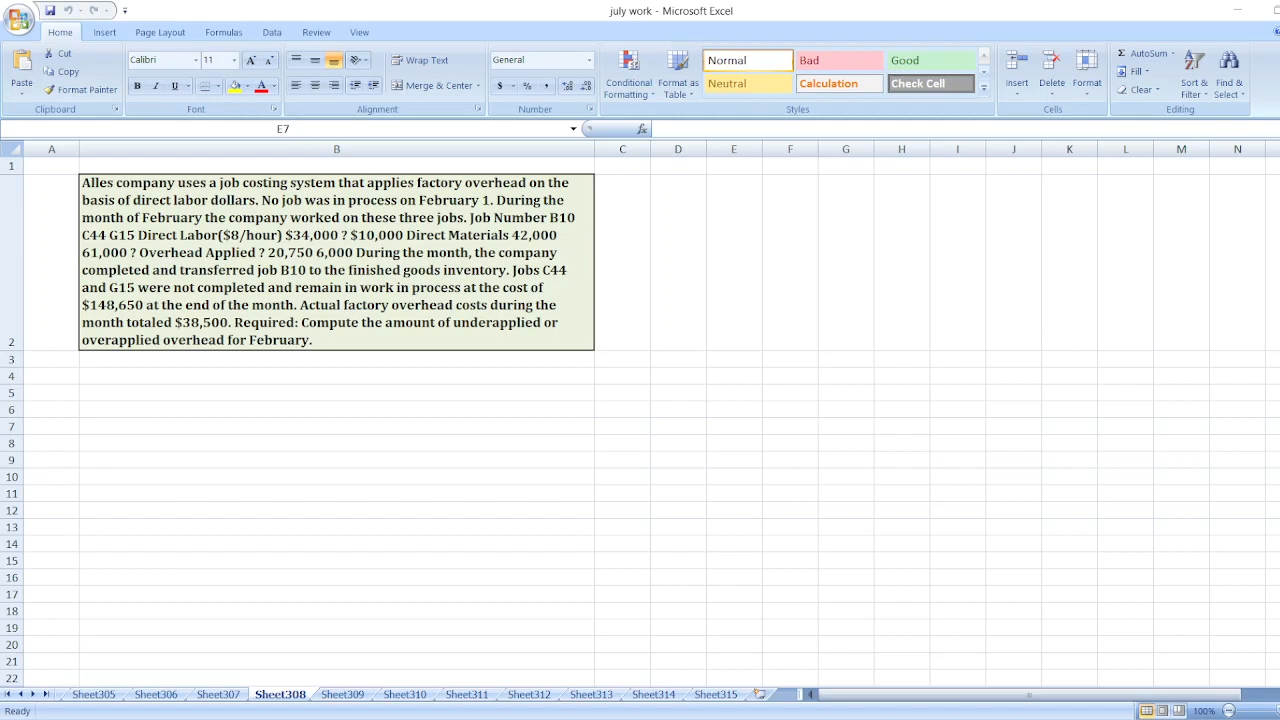 july work - Microsoft Excel
Home Insert Page Layout Formulas Data Review View
Paste
Cut
Copy
Format Painter
Clipboard
Calibri 11
B I U
Font
Wrap Text
Merge & Center
Alignment
General
$ % ,
Number
Conditional Formatting
Format as Table
Normal Bad Good
Neutral Calculation Check Cell
Styles
Insert Delete Format
Cells
Σ AutoSum
Fill
Clear
Sort & Filter
Find & Select
Editing
E7
fx
A B C D E F G H I J K L M N
1
Alles company uses a job costing system that applies factory overhead on the
basis of direct labor dollars. No job was in process on February 1. During the
month of February the company worked on these three jobs. Job Number B10
C44 G15 Direct Labor($8/hour) $34,000 ? $10,000 Direct Materials 42,000
61,000 ? Overhead Applied ? 20,750 6,000 During the month, the company
completed and transferred job B10 to the finished goods inventory. Jobs C44
and G15 were not completed and remain in work in process at the cost of
$148,650 at the end of the month. Actual factory overhead costs during the
month totaled $38,500. Required: Compute the amount of underapplied or
overapplied overhead for February.
2
3
4
5
6
7
8
9
10
11
12
13
14
15
16
17
18
19
20
21
22
Sheet305 Sheet306 Sheet307 Sheet308 Sheet309 Sheet310 Sheet311 Sheet312 Sheet313 Sheet314 Sheet315
Ready
100%